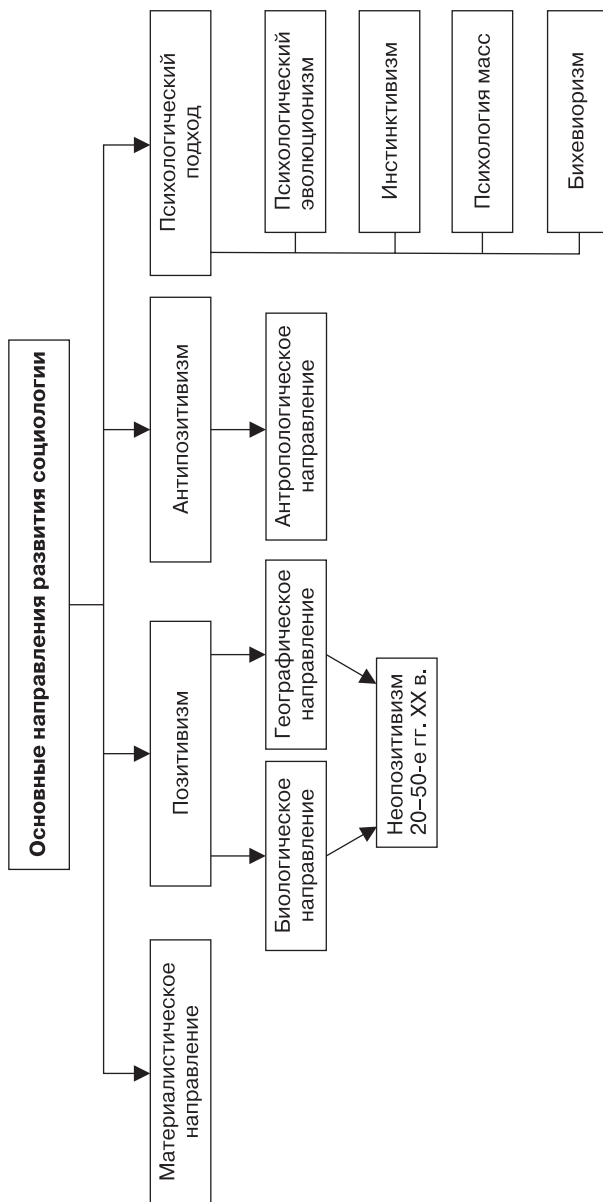 Основные направления развития социологии
Материалистическое
направление
Позитивизм
Антипозитивизм
Психологический
подход
Биологическое
направление
Географическое
направление
Антропологическое
направление
Психологический
эволюционизм
Неопозитивизм
20–50-е гг. XX в.
Инстинктивизм
Психология масс
Бихевиоризм